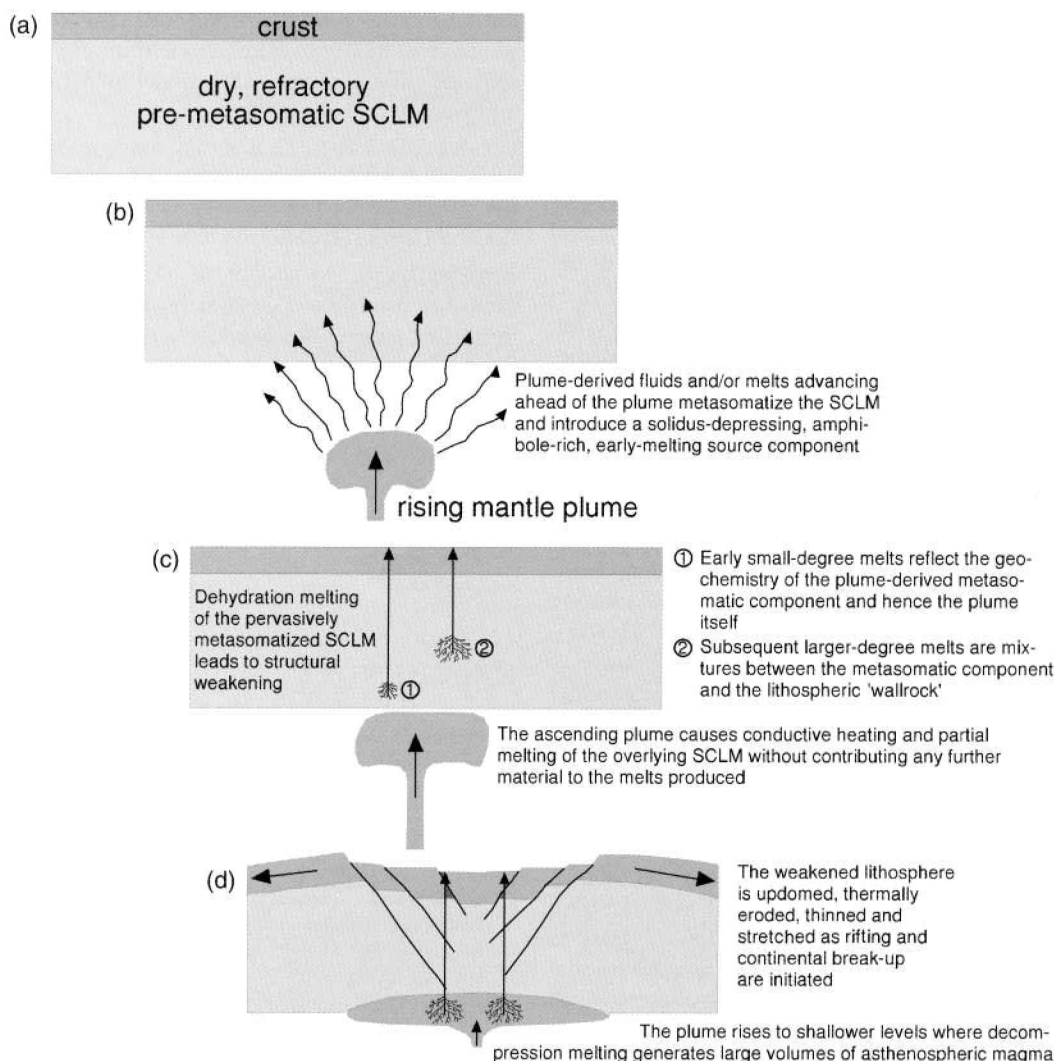 (a)
crust
dry, refractory
pre-metasomatic SCLM
(b)
Plume-derived fluids and/or melts advancing
ahead of the plume metasomatize the SCLM
and introduce a solidus-depressing, amphi-
bole-rich, early-melting source component
rising mantle plume
(c)
Dehydration melting
of the pervasively
metasomatized SCLM
leads to structural
weakening
①
②
① Early small-degree melts reflect the geo-
chemistry of the plume-derived metaso-
matic component and hence the plume
itself
② Subsequent larger-degree melts are mix-
tures between the metasomatic component
and the lithospheric 'wallrock'
The ascending plume causes conductive heating and partial
melting of the overlying SCLM without contributing any further
material to the melts produced
(d)
The weakened lithosphere
is updomed, thermally
eroded, thinned and
stretched as rifting and
continental break-up
are initiated
The plume rises to shallower levels where decom-
pression melting generates large volumes of asthenospheric magma